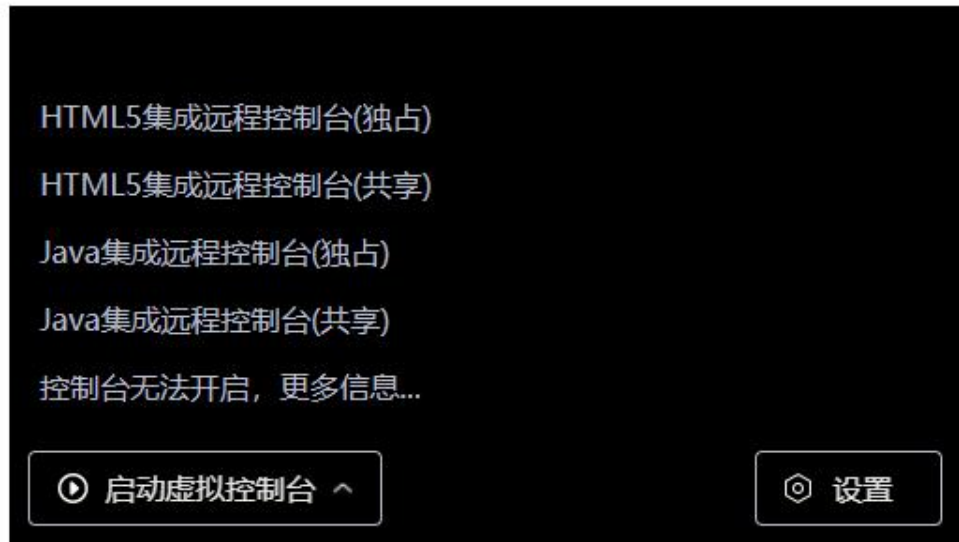 HTML5集成远程控制台(独占)
HTML5集成远程控制台(共享)
Java集成远程控制台(独占)
Java集成远程控制台(共享)
控制台无法开启，更多信息...
启动虚拟控制台
设置